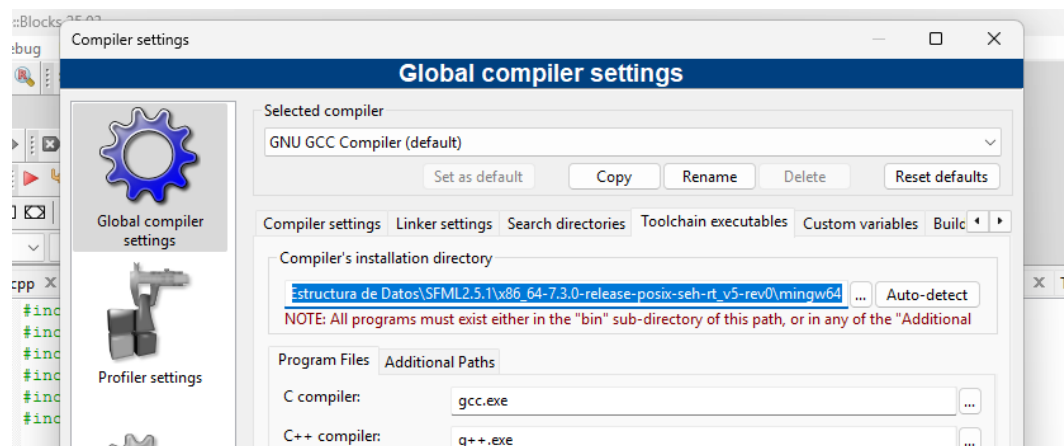 ::Blocks 25.03
Compiler settings
ebug
Global compiler settings
Selected compiler
GNU GCC Compiler (default)
Set as default
Copy
Rename
Delete
Reset defaults
Global compiler
settings
Compiler settings
Linker settings
Search directories
Toolchain executables
Custom variables
Build
Compiler's installation directory
Estructura de Datos\SFML2.5.1\x86_64-7.3.0-release-posix-seh-rt_v5-rev0\mingw64
...
Auto-detect
NOTE: All programs must exist either in the "bin" sub-directory of this path, or in any of the "Additional
cpp
#inc
#inc
#inc
#inc
#inc
#inc
Profiler settings
Program Files
Additional Paths
C compiler:
gcc.exe
...
C++ compiler:
g++.exe
...